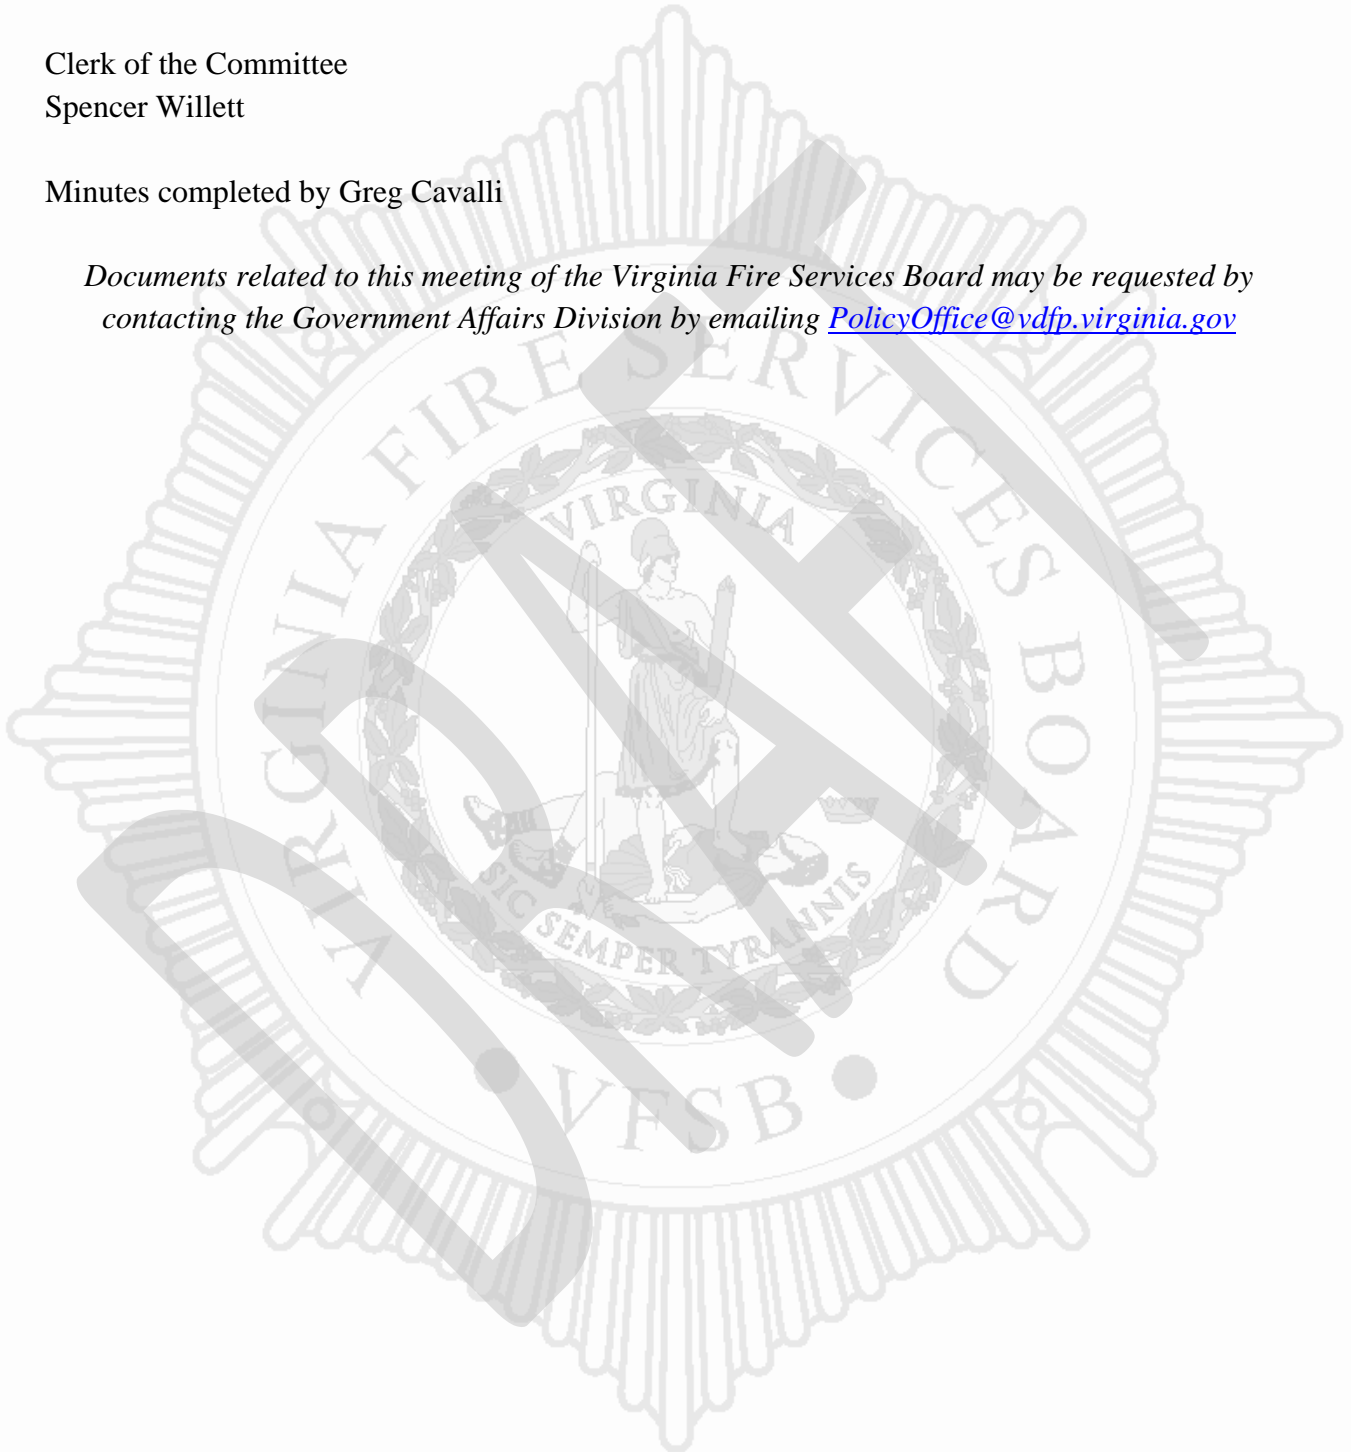 Clerk of the Committee
Spencer Willett
Minutes completed by Greg Cavalli
Documents related to this meeting of the Virginia Fire Services Board may be requested by
contacting the Government Affairs Division by emailing PolicyOffice@vdfp.virginia.gov
VIRGINIA FIRE SERVICES BOARD
VIRGINIA
SIC SEMPER TYRANNIS
• VFSB •
DRAFT